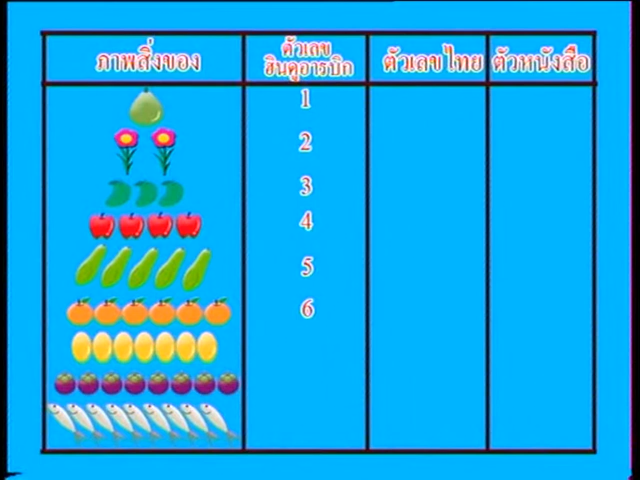 ภาพสิ่งของ
ตัวเลข
ฮินดูอารบิก
ตัวเลขไทย
ตัวหนังสือ
1
2
3
4
5
6